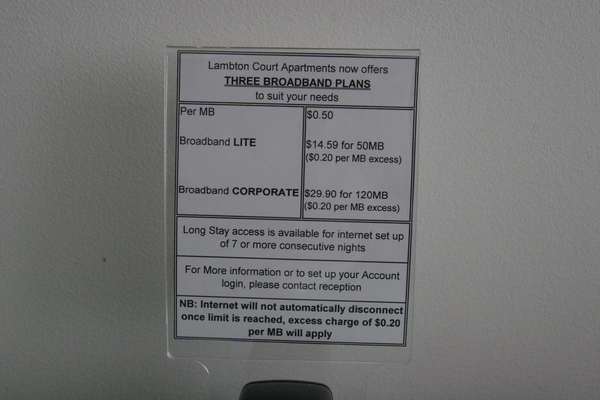 Lambton Court Apartments now offers
THREE BROADBAND PLANS
to suit your needs
Per MB $0.50
Broadband LITE $14.59 for 50MB
($0.20 per MB excess)
Broadband CORPORATE $29.90 for 120MB
($0.20 per MB excess)
Long Stay access is available for internet set up
of 7 or more consecutive nights
For More information or to set up your Account
login, please contact reception
NB: Internet will not automatically disconnect
once limit is reached, excess charge of $0.20
per MB will apply